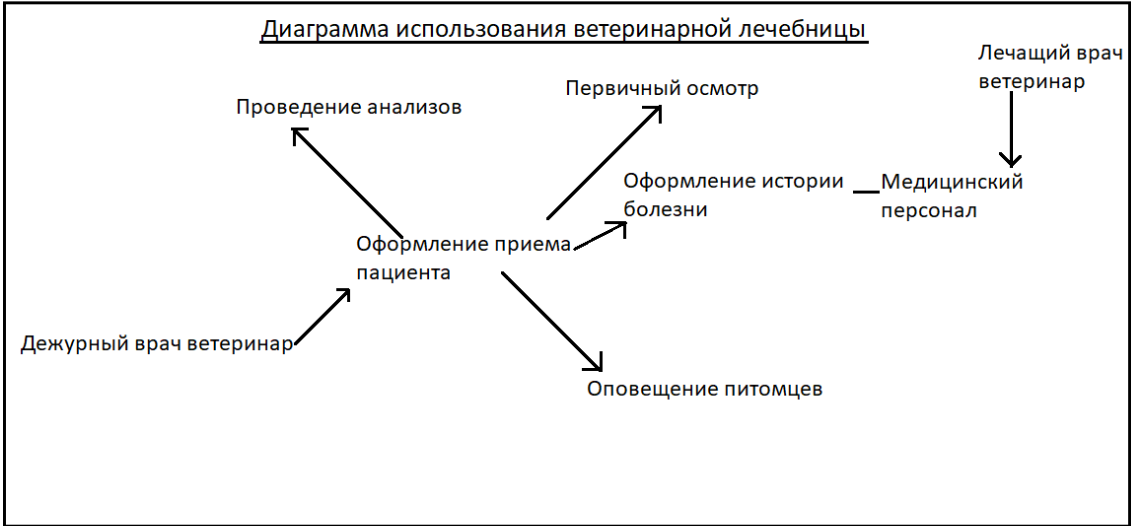 Диаграмма использования ветеринарной лечебницы
Лечащий врач
ветеринар
Первичный осмотр
Проведение анализов
Оформление истории
болезни
Медицинский
персонал
Оформление приема
пациента
Дежурный врач ветеринар
Оповещение питомцев